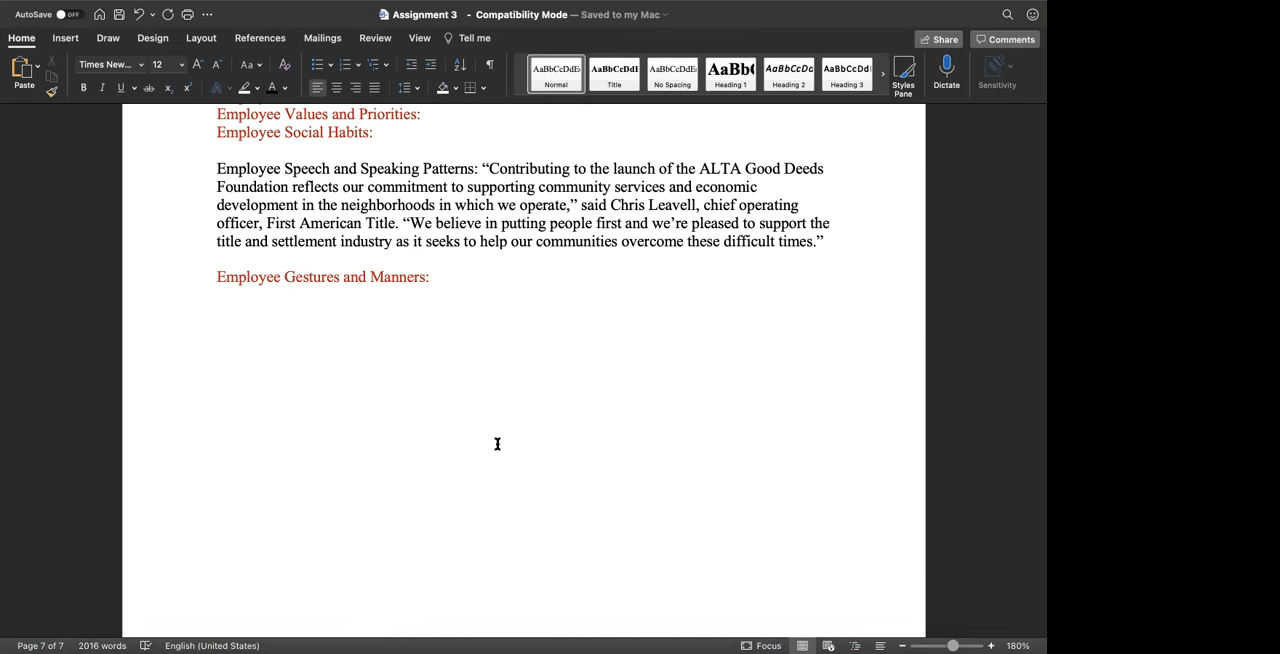 AutoSave OFF
Assignment 3 - Compatibility Mode — Saved to my Mac
Home Insert Draw Design Layout References Mailings Review View Tell me
Share Comments
Paste
Times New... 12
Aa
AaBbCcDdEe AaBbCcDdI AaBbCcDdEe AaBbC AaBbCcDc AaBbCcDdI
Normal Title No Spacing Heading 1 Heading 2 Heading 3
Styles Pane
Dictate
Sensitivity
Employee Values and Priorities:
Employee Social Habits:
Employee Speech and Speaking Patterns: “Contributing to the launch of the ALTA Good Deeds
Foundation reflects our commitment to supporting community services and economic
development in the neighborhoods in which we operate,” said Chris Leavell, chief operating
officer, First American Title. “We believe in putting people first and we’re pleased to support the
title and settlement industry as it seeks to help our communities overcome these difficult times.”
Employee Gestures and Manners:
Page 7 of 7 2016 words English (United States) Focus 180%